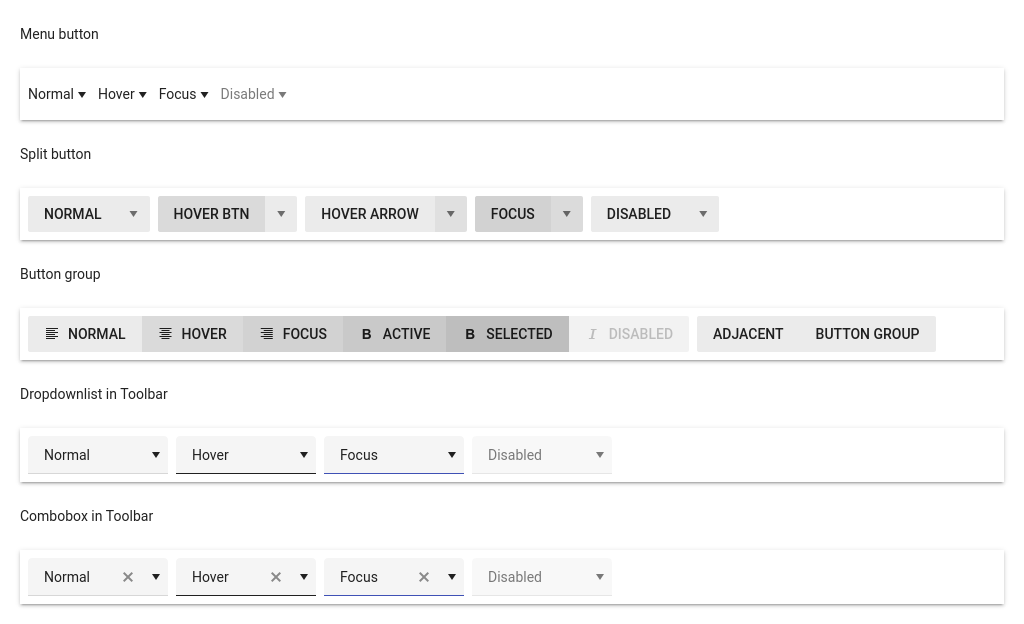 Menu button
Normal Hover Focus Disabled
Split button
NORMAL HOVER BTN HOVER ARROW FOCUS DISABLED
Button group
NORMAL HOVER FOCUS B ACTIVE B SELECTED I DISABLED ADJACENT BUTTON GROUP
Dropdownlist in Toolbar
Normal Hover Focus Disabled
Combobox in Toolbar
Normal Hover Focus Disabled